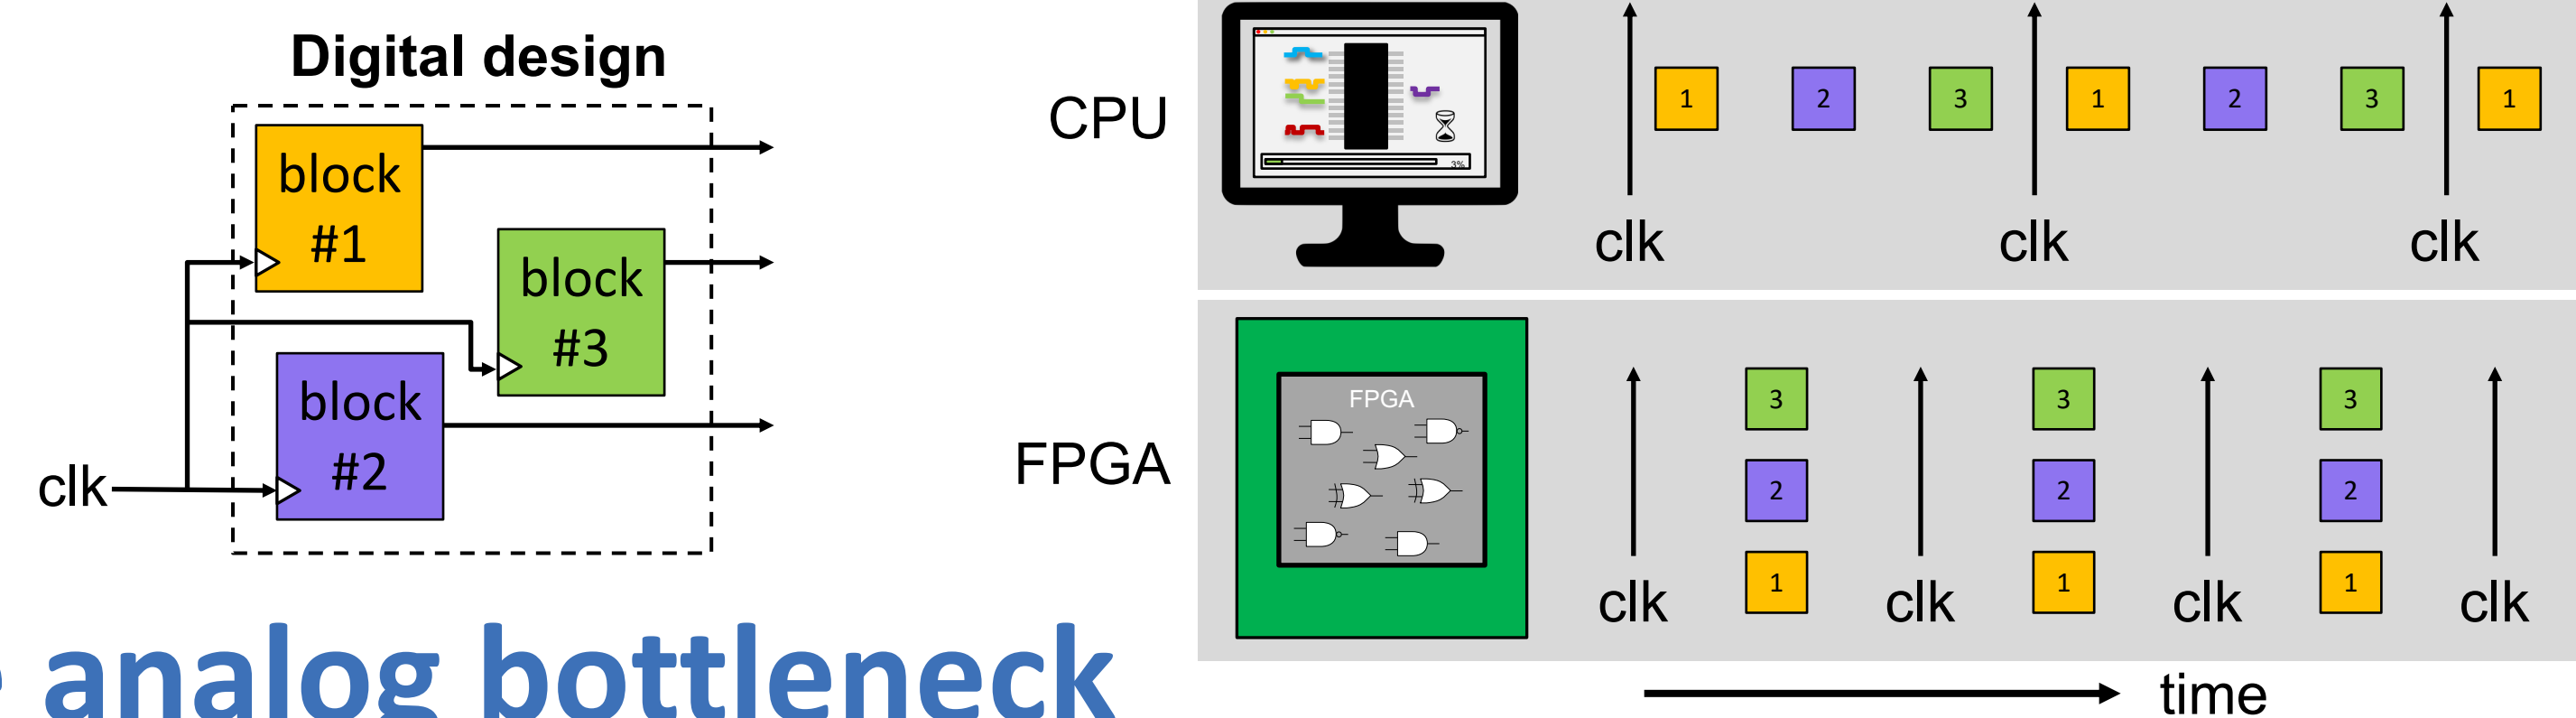 Digital design
block
#1
block
#3
block
#2
clk
CPU
3%
1
2
3
1
2
3
1
clk
clk
clk
FPGA
FPGA
3
2
1
3
2
1
3
2
1
clk
clk
clk
clk
time
analog bottleneck